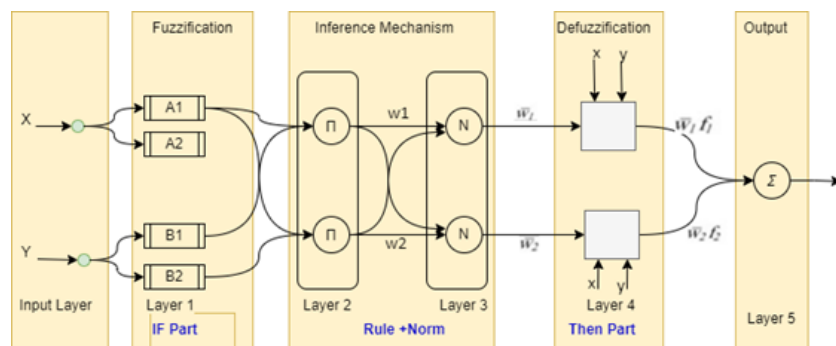 Fuzzification
Inference Mechanism
Defuzzification
Output
x
y
X
A1
A2
Π
w1
N
w̅₁
w̅₁ f₁
Σ
Y
B1
B2
Π
w2
N
w̅₂
w̅₂ f₂
x
y
Input Layer
Layer 1
Layer 2
Layer 3
Layer 4
Layer 5
IF Part
Rule +Norm
Then Part